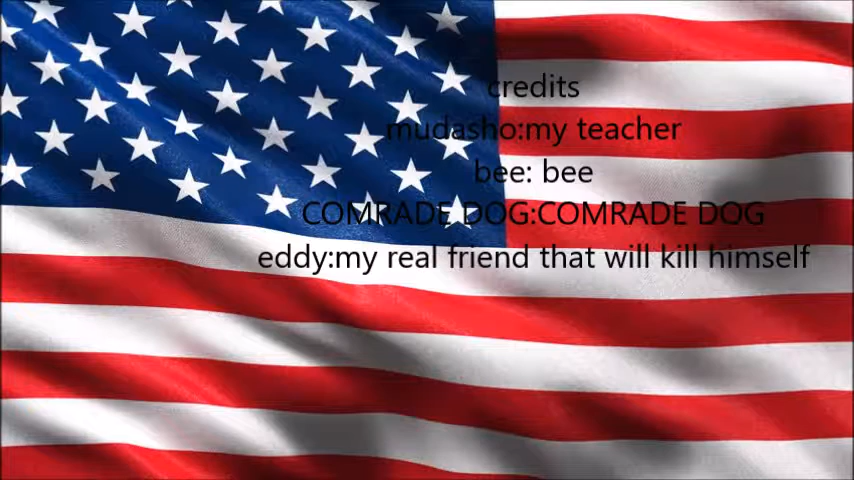 credits
mudasho:my teacher
bee: bee
COMRADE DOG:COMRADE DOG
eddy:my real friend that will kill himself